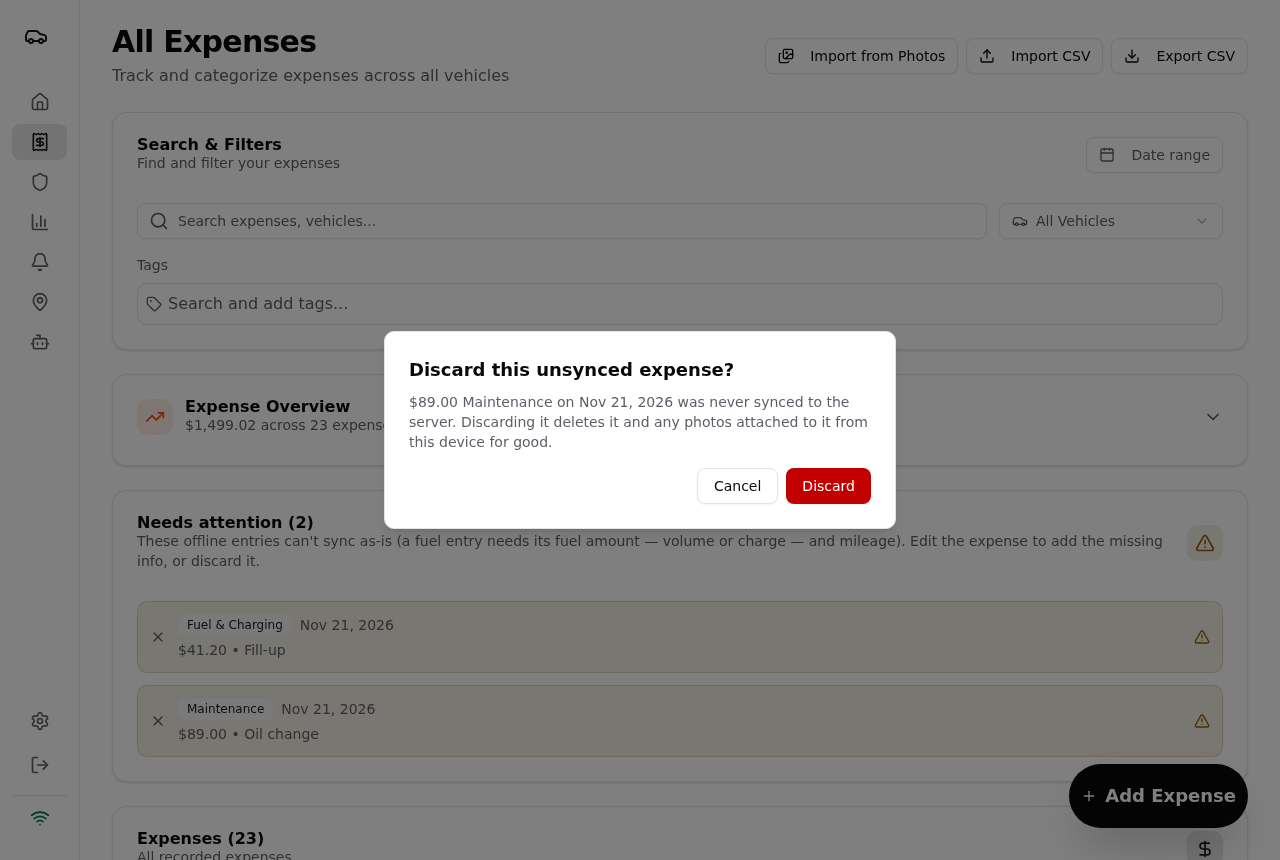 All Expenses
Track and categorize expenses across all vehicles
Import from Photos
Import CSV
Export CSV
Search & Filters
Find and filter your expenses
Date range
Search expenses, vehicles...
All Vehicles
Tags
Search and add tags...
Discard this unsynced expense?
$89.00 Maintenance on Nov 21, 2026 was never synced to the
server. Discarding it deletes it and any photos attached to it from
this device for good.
Cancel
Discard
Expense Overview
$1,499.02 across 23
Needs attention (2)
These offline entries can't sync as-is (a fuel entry needs its fuel amount — volume or charge — and mileage). Edit the expense to add the missing
info, or discard it.
Fuel & Charging
Nov 21, 2026
$41.20 • Fill-up
Maintenance
Nov 21, 2026
$89.00 • Oil change
+ Add Expense
Expenses (23)
All recorded expenses